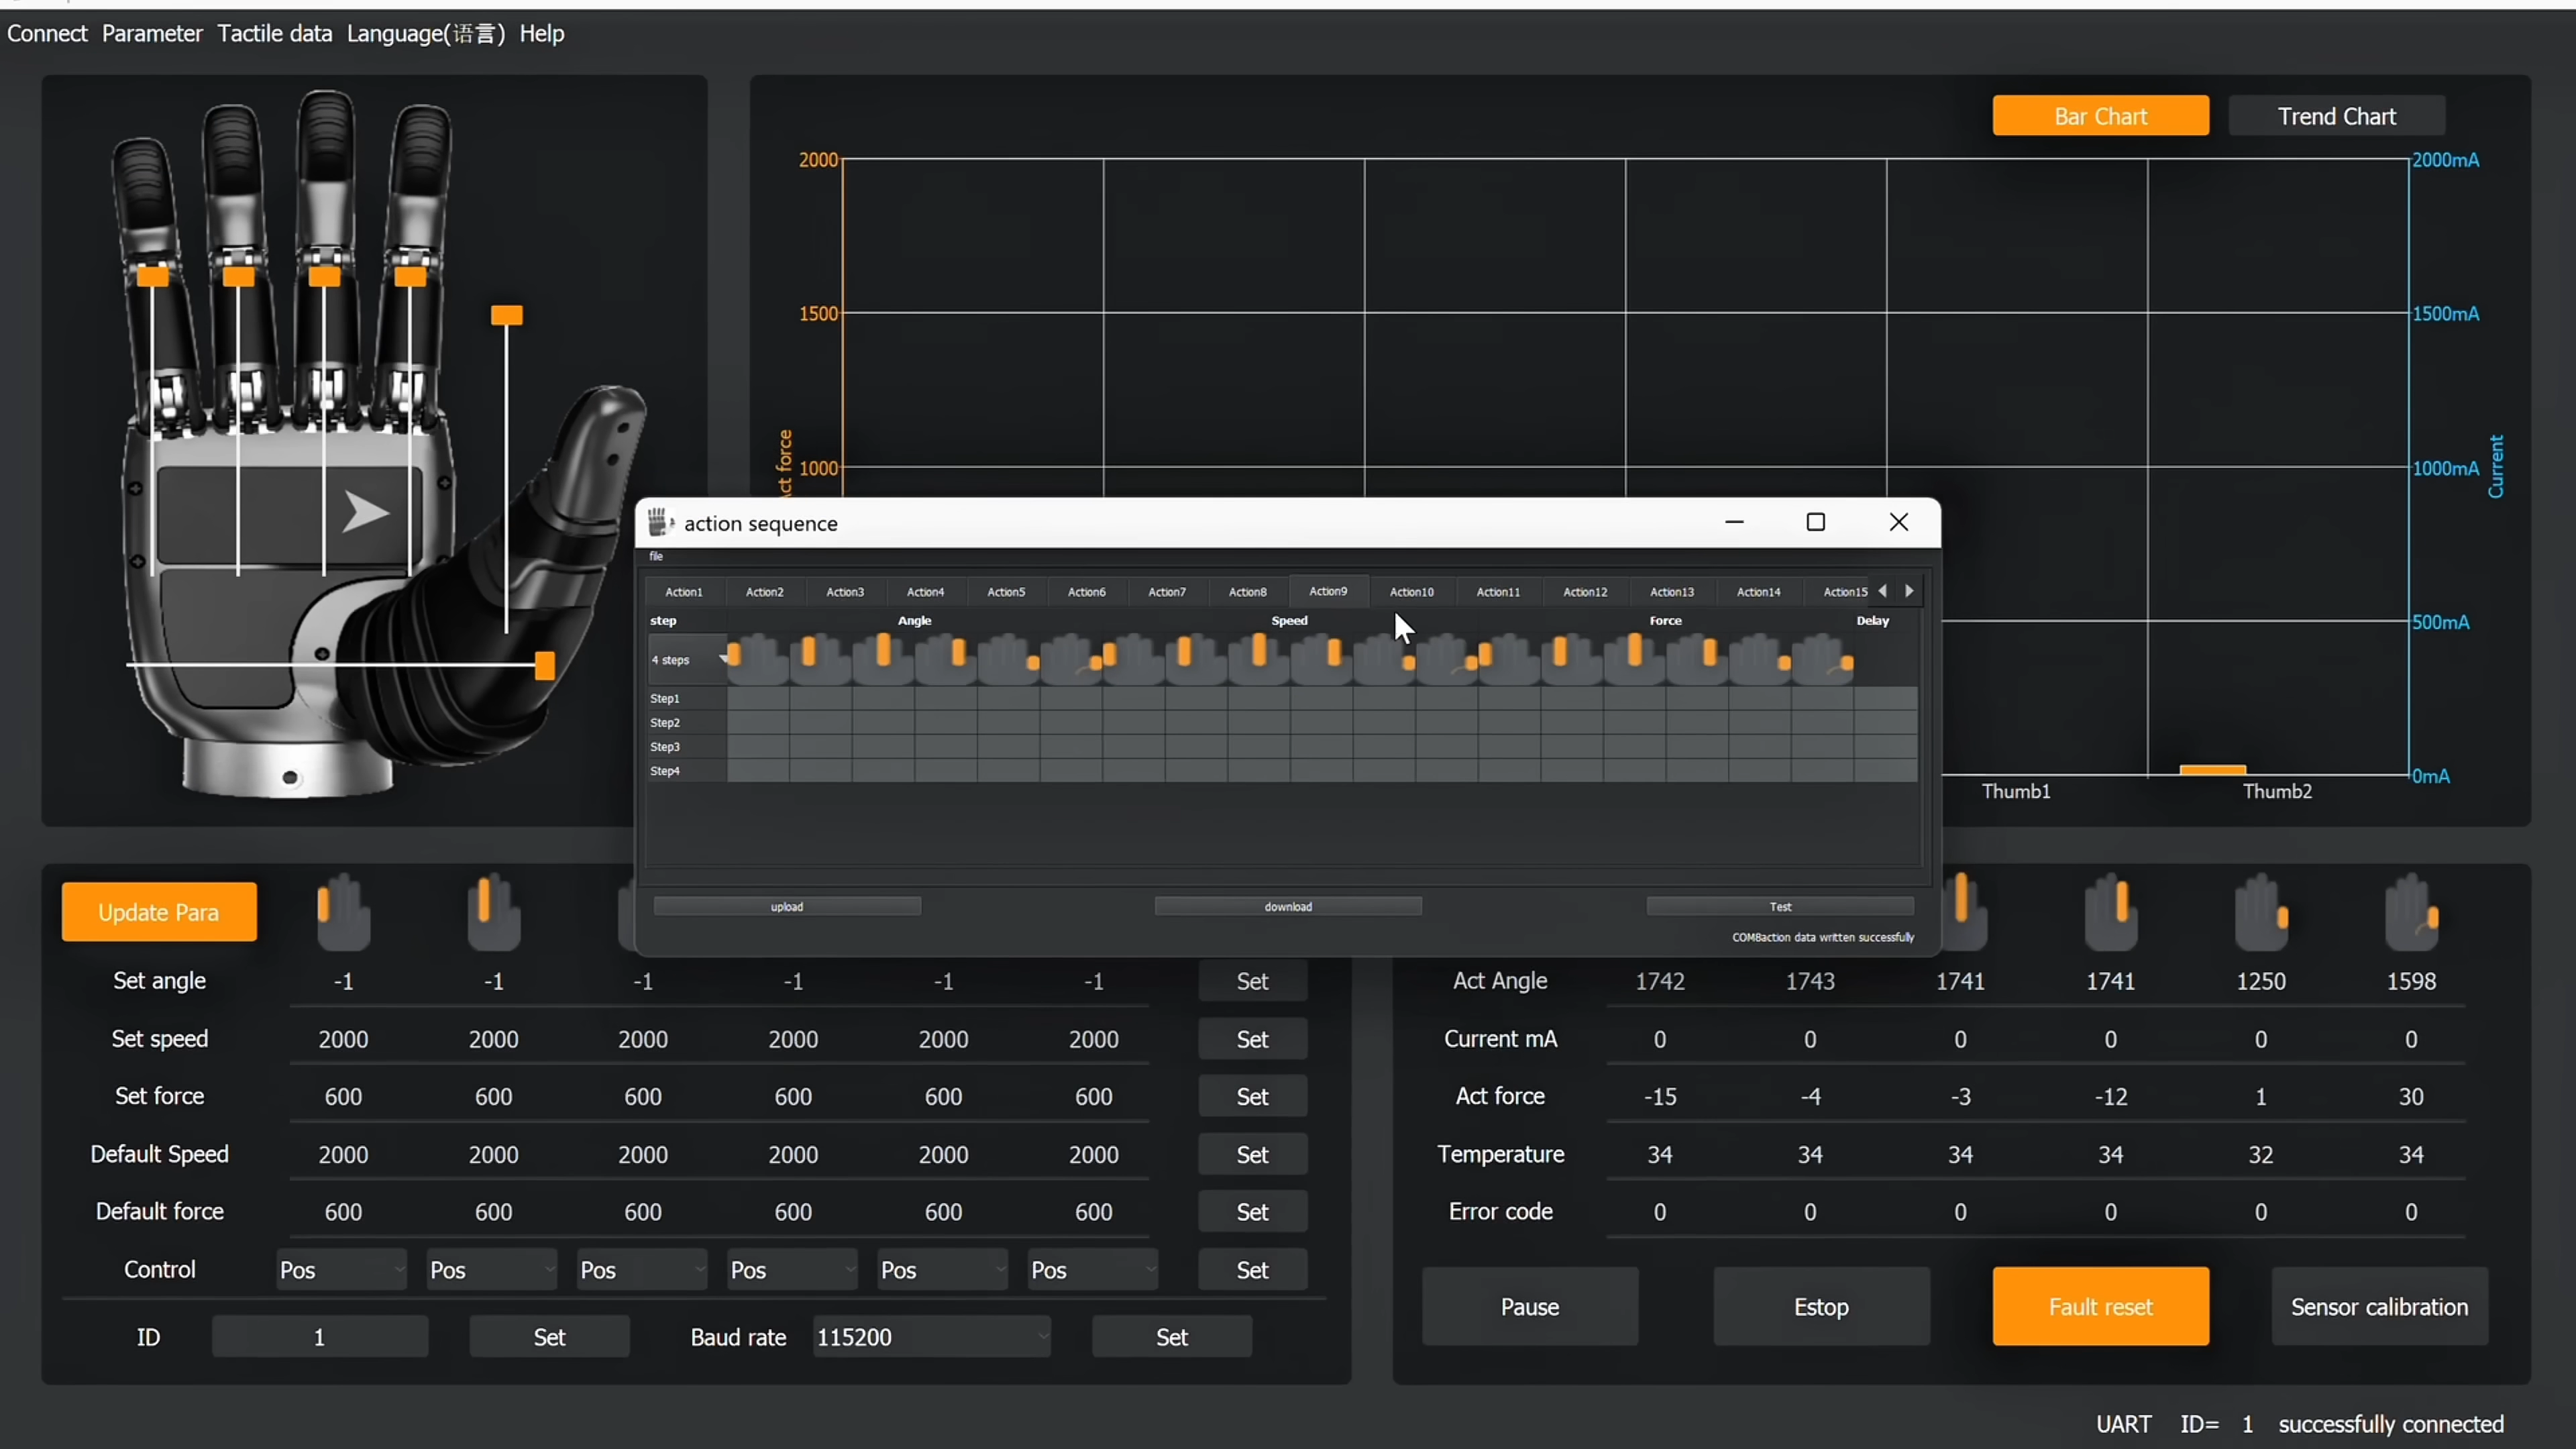 Connect Parameter Tactile data Language(语言) Help
Bar Chart Trend Chart
2000 2000mA
1500 1500mA
1000 1000mA
Act force
Current
500mA
0mA
Thumb1 Thumb2
action sequence
file
Action1 Action2 Action3 Action4 Action5 Action6 Action7 Action8 Action9 Action10 Action11 Action12 Action13 Action14 Action15
step Angle Speed Force Delay
4 steps
Step1
Step2
Step3
Step4
upload download Test
COM8action data written successfully
Update Para
Set angle -1 -1 -1 -1 -1 -1 Set
Set speed 2000 2000 2000 2000 2000 2000 Set
Set force 600 600 600 600 600 600 Set
Default Speed 2000 2000 2000 2000 2000 2000 Set
Default force 600 600 600 600 600 600 Set
Control Pos Pos Pos Pos Pos Pos Set
ID 1 Set Baud rate 115200 Set
Act Angle 1742 1743 1741 1741 1250 1598
Current mA 0 0 0 0 0 0
Act force -15 -4 -3 -12 1 30
Temperature 34 34 34 34 32 34
Error code 0 0 0 0 0 0
Pause Estop Fault reset Sensor calibration
UART ID= 1 successfully connected